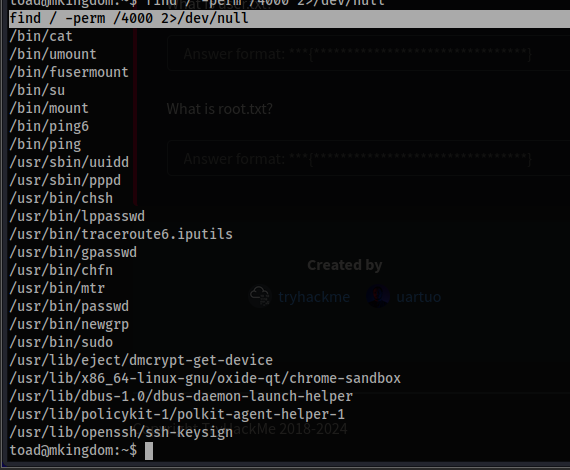 toad@mkingdom:~$ find / -perm /4000 2>/dev/null
find / -perm /4000 2>/dev/null
/bin/cat
/bin/umount
Answer format: ***{**********************************}
/bin/fusermount
/bin/su
/bin/mount
What is root.txt?
/bin/ping6
/bin/ping
/usr/sbin/uuidd
Answer format: ***{**********************************}
/usr/sbin/pppd
/usr/bin/chsh
/usr/bin/lppasswd
/usr/bin/traceroute6.iputils
/usr/bin/gpasswd
/usr/bin/chfn
Created by
/usr/bin/mtr
/usr/bin/passwd
tryhackme uartuo
/usr/bin/newgrp
/usr/bin/sudo
/usr/lib/eject/dmcrypt-get-device
/usr/lib/x86_64-linux-gnu/oxide-qt/chrome-sandbox
/usr/lib/dbus-1.0/dbus-daemon-launch-helper
/usr/lib/policykit-1/polkit-agent-helper-1
/usr/lib/openssh/ssh-keysign
TryHackMe 2018-2024
toad@mkingdom:~$